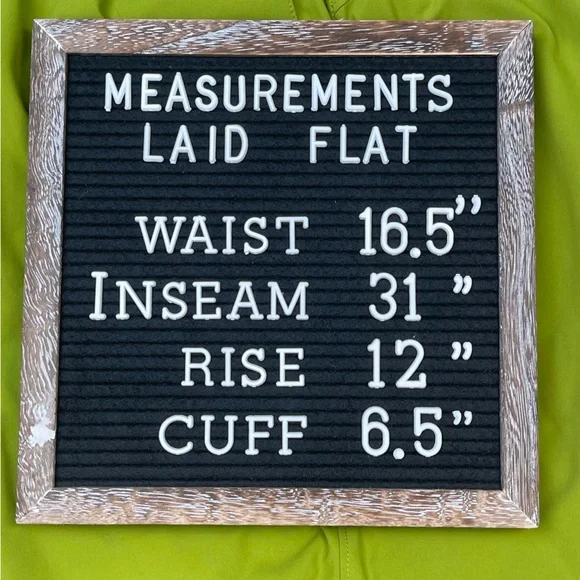 MEASUREMENTS
LAID FLAT
WAIST 16.5"
INSEAM 31"
RISE 12"
CUFF 6.5"